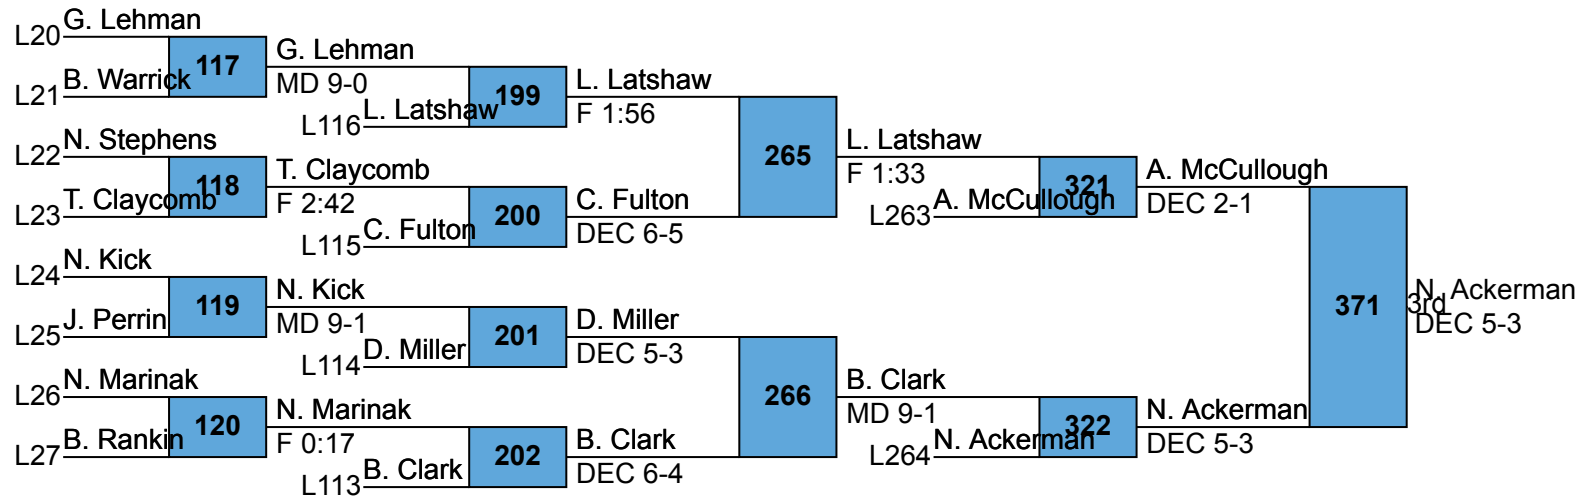 L20 G. Lehman
117
L21 B. Warrick
G. Lehman
MD 9-0
L116 L. Latshaw
199
L. Latshaw
F 1:56
L22 N. Stephens
118
L23 T. Claycomb
T. Claycomb
F 2:42
L115 C. Fulton
200
C. Fulton
DEC 6-5
265
L. Latshaw
F 1:33
L263 A. McCullough
321
A. McCullough
DEC 2-1
L24 N. Kick
119
L25 J. Perrin
N. Kick
MD 9-1
L114 D. Miller
201
D. Miller
DEC 5-3
L26 N. Marinak
120
L27 B. Rankin
N. Marinak
F 0:17
L113 B. Clark
202
B. Clark
DEC 6-4
266
B. Clark
MD 9-1
L264 N. Ackerman
322
N. Ackerman
DEC 5-3
371
3rd
N. Ackerman
DEC 5-3